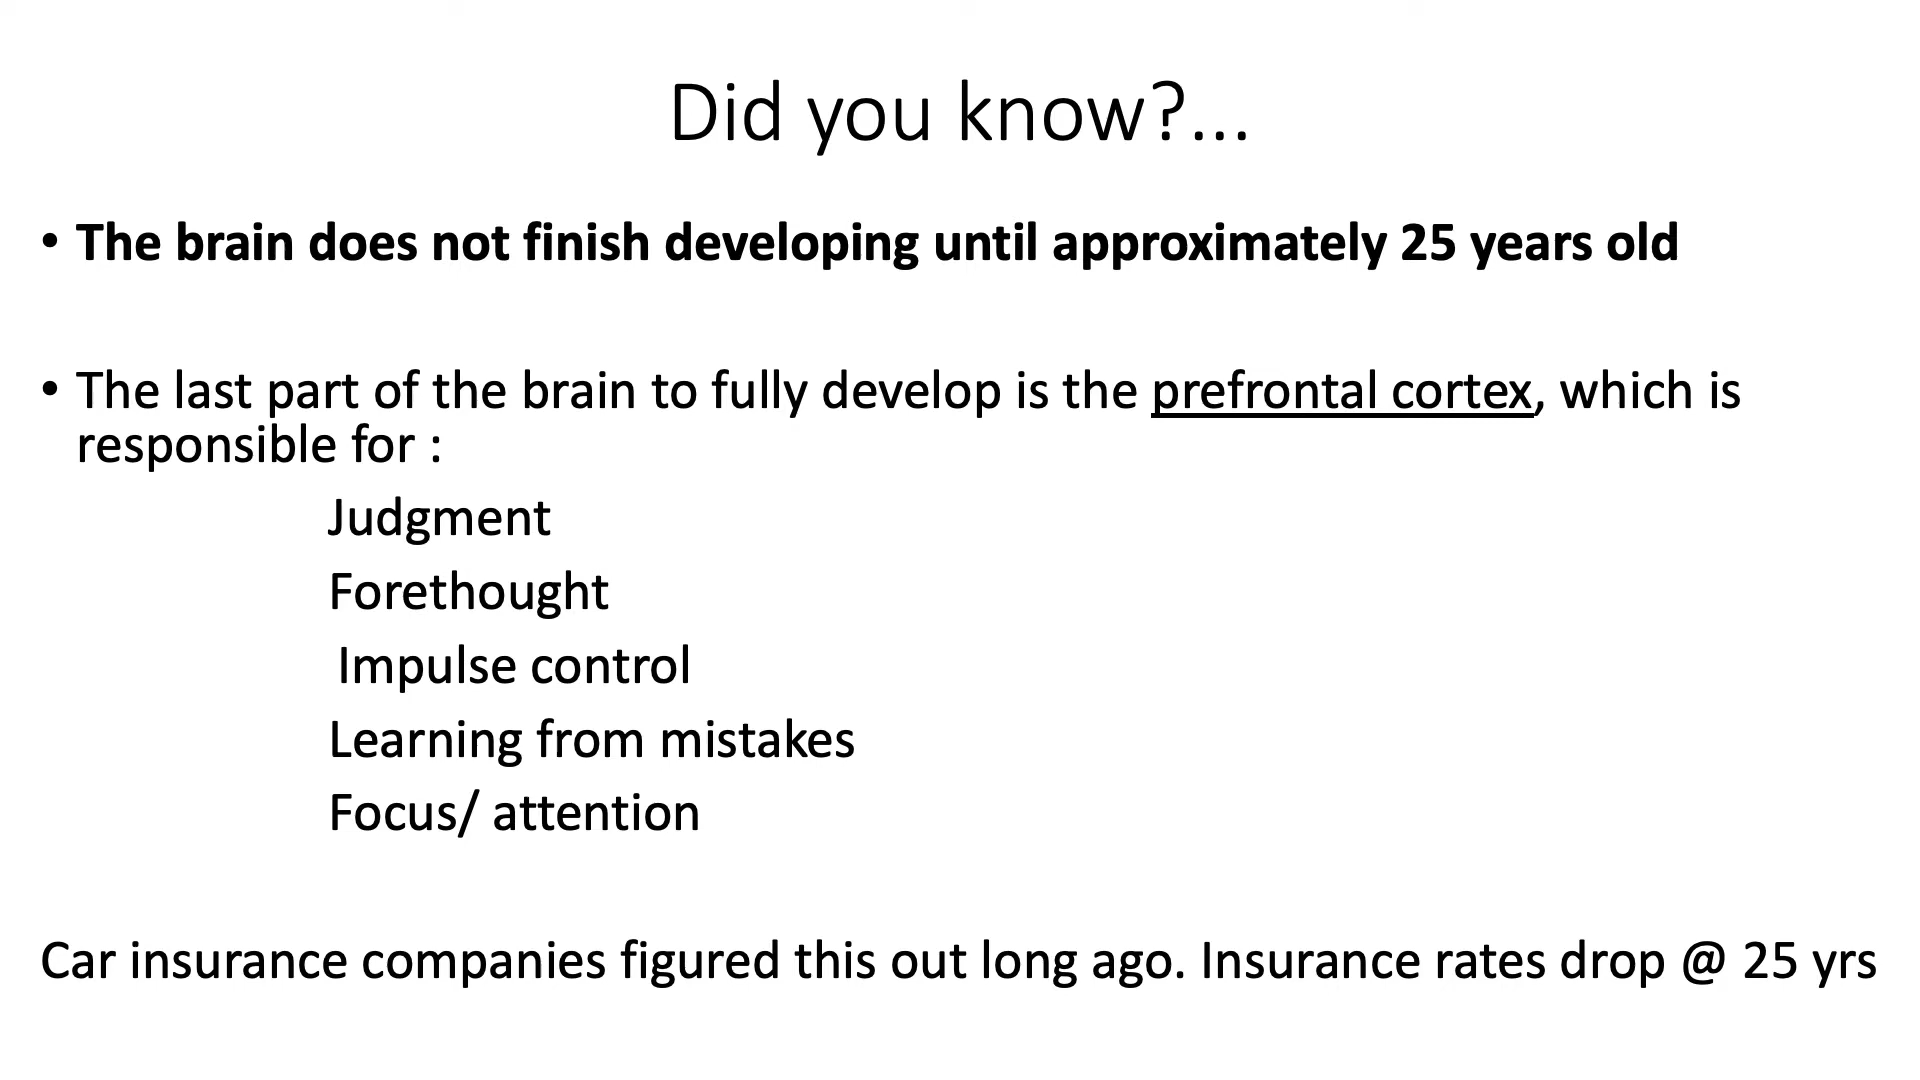 Did you know?...
• The brain does not finish developing until approximately 25 years old
• The last part of the brain to fully develop is the prefrontal cortex, which is
responsible for :
Judgment
Forethought
Impulse control
Learning from mistakes
Focus/ attention
Car insurance companies figured this out long ago. Insurance rates drop @ 25 yrs